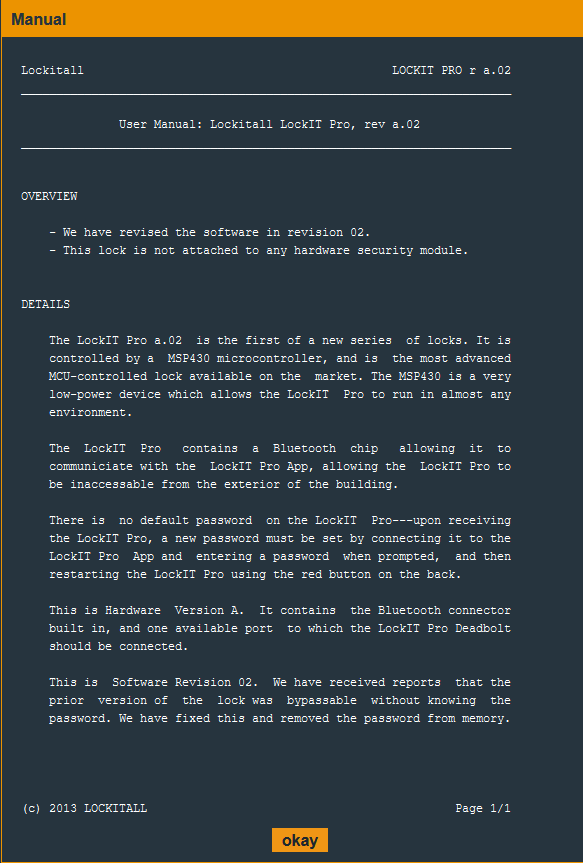 Manual
Lockitall LOCKIT PRO r a.02
User Manual: Lockitall LockIT Pro, rev a.02
OVERVIEW
- We have revised the software in revision 02.
- This lock is not attached to any hardware security module.
DETAILS
The LockIT Pro a.02 is the first of a new series of locks. It is
controlled by a MSP430 microcontroller, and is the most advanced
MCU-controlled lock available on the market. The MSP430 is a very
low-power device which allows the LockIT Pro to run in almost any
environment.
The LockIT Pro contains a Bluetooth chip allowing it to
communiciate with the LockIT Pro App, allowing the LockIT Pro to
be inaccessable from the exterior of the building.
There is no default password on the LockIT Pro---upon receiving
the LockIT Pro, a new password must be set by connecting it to the
LockIT Pro App and entering a password when prompted, and then
restarting the LockIT Pro using the red button on the back.
This is Hardware Version A. It contains the Bluetooth connector
built in, and one available port to which the LockIT Pro Deadbolt
should be connected.
This is Software Revision 02. We have received reports that the
prior version of the lock was bypassable without knowing the
password. We have fixed this and removed the password from memory.
(c) 2013 LOCKITALL Page 1/1
okay